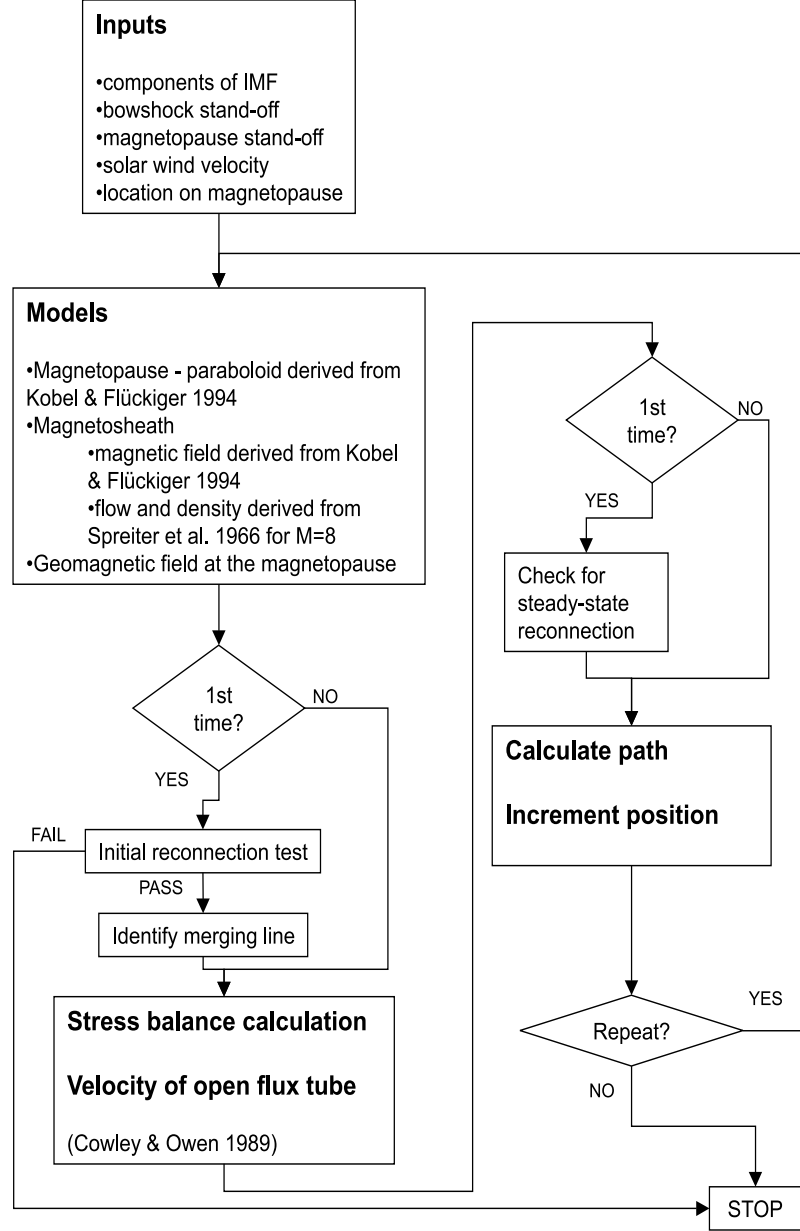 Inputs
•components of IMF
•bowshock stand-off
•magnetopause stand-off
•solar wind velocity
•location on magnetopause
Models
•Magnetopause - paraboloid derived from
Kobel & Flückiger 1994
•Magnetosheath
•magnetic field derived from Kobel
& Flückiger 1994
•flow and density derived from
Spreiter et al. 1966 for M=8
•Geomagnetic field at the magnetopause
1st
time?
NO
YES
FAIL
Initial reconnection test
PASS
Identify merging line
Stress balance calculation
Velocity of open flux tube
(Cowley & Owen 1989)
1st
time?
NO
YES
Check for
steady-state
reconnection
Calculate path
Increment position
Repeat?
YES
NO
STOP